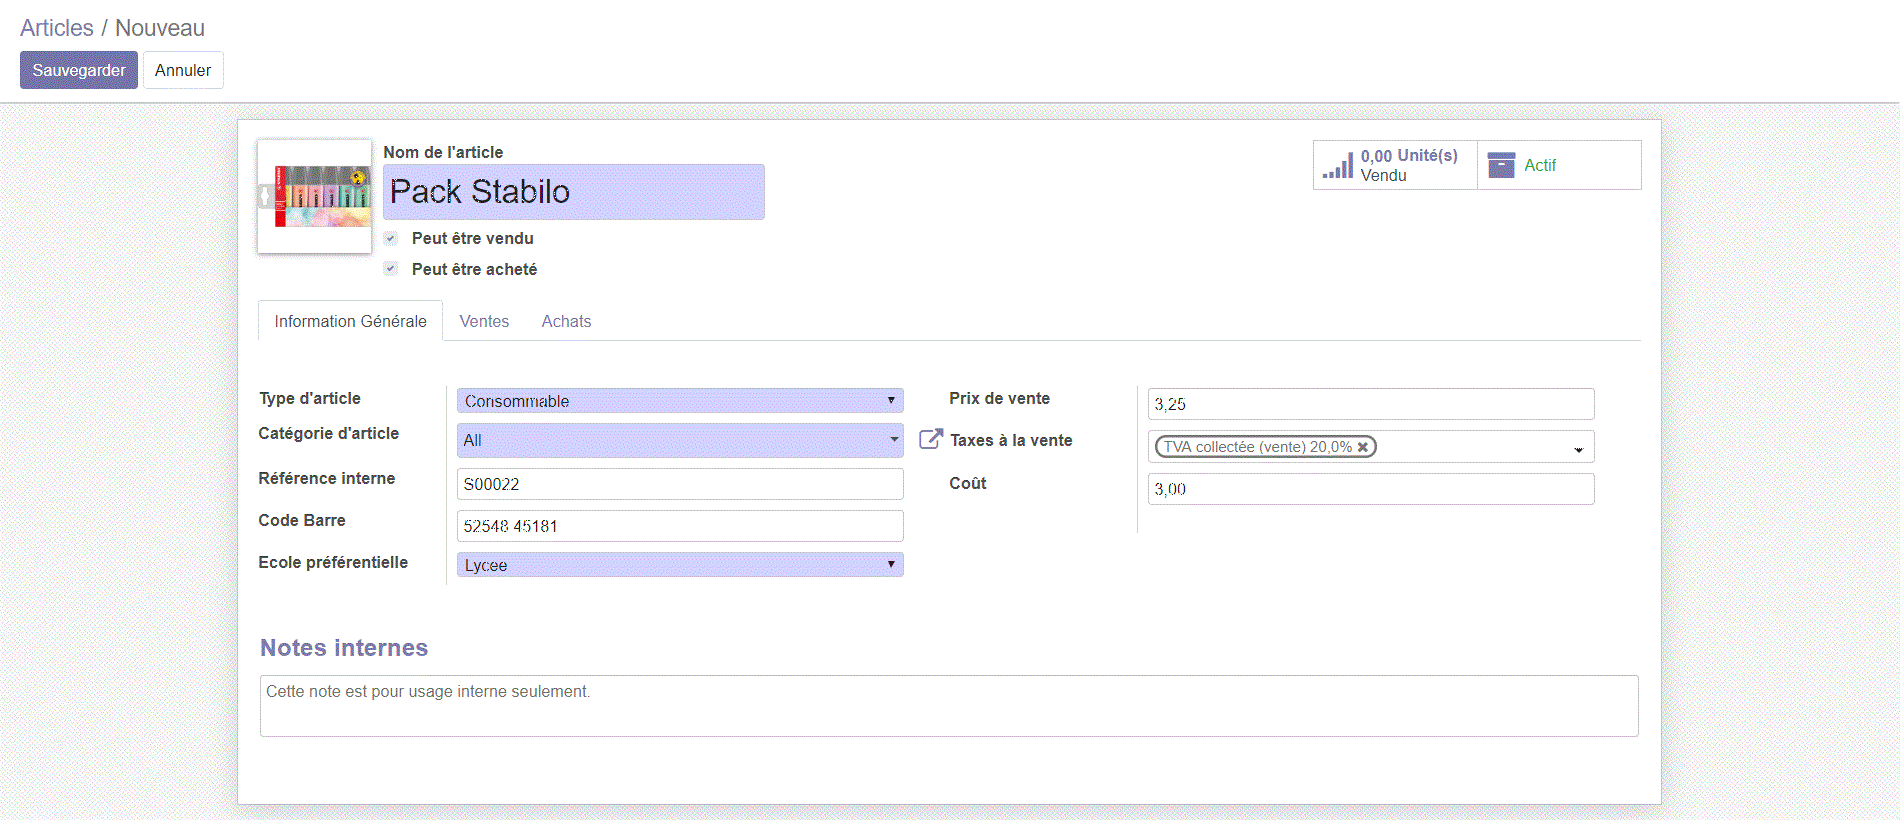 Articles / Nouveau
Sauvegarder Annuler
Nom de l'article
Pack Stabilo
Peut être vendu
Peut être acheté
0,00 Unité(s)
Vendu
Actif
Information Générale Ventes Achats
Type d'article Consommable
Catégorie d'article All
Référence interne S00022
Code Barre 52548 45181
Ecole préférentielle Lycee
Prix de vente 3,25
Taxes à la vente TVA collectée (vente) 20,0%
Coût 3,00
Notes internes
Cette note est pour usage interne seulement.